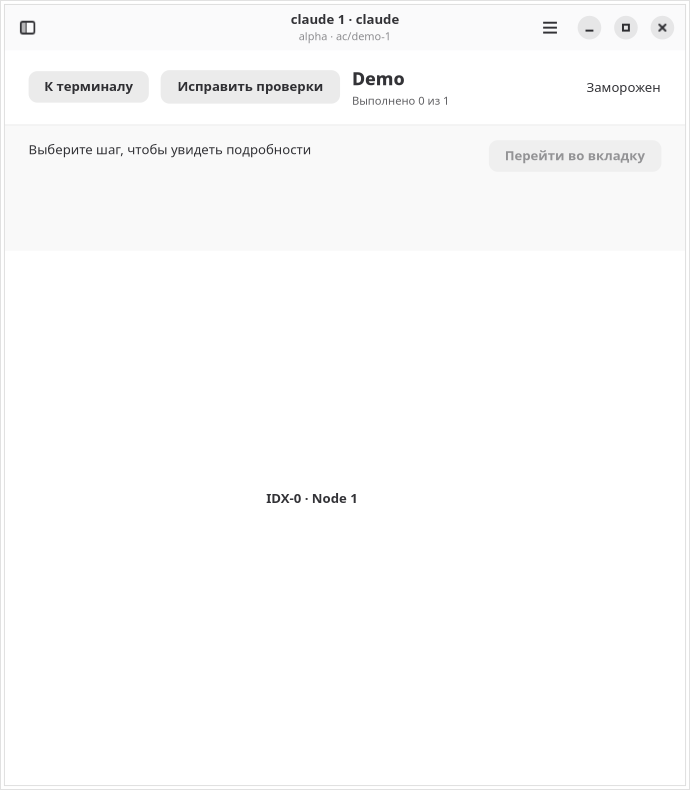 claude 1 · claude
alpha · ac/demo-1
К терминалу
Исправить проверки
Demo
Выполнено 0 из 1
Заморожен
Выберите шаг, чтобы увидеть подробности
Перейти во вкладку
IDX-0 · Node 1